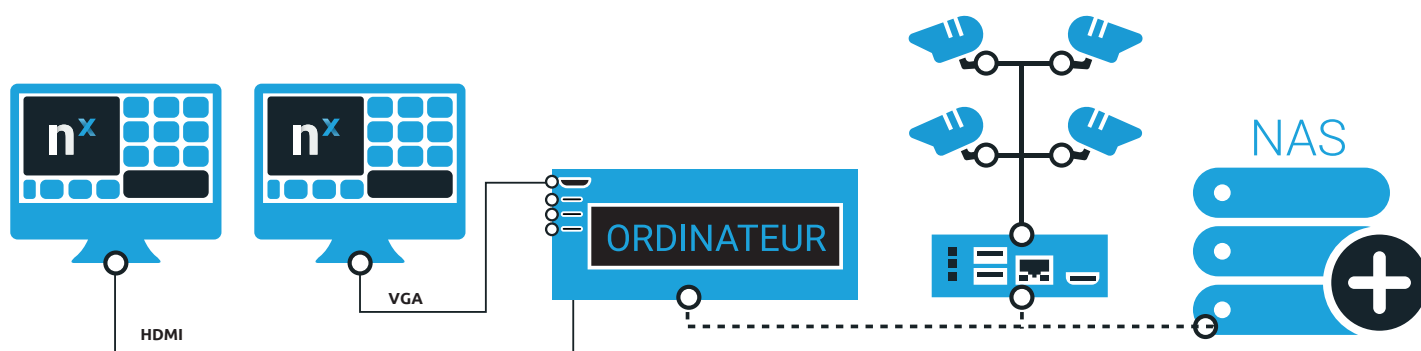 nx
nx
ORDINATEUR
NAS
VGA
HDMI